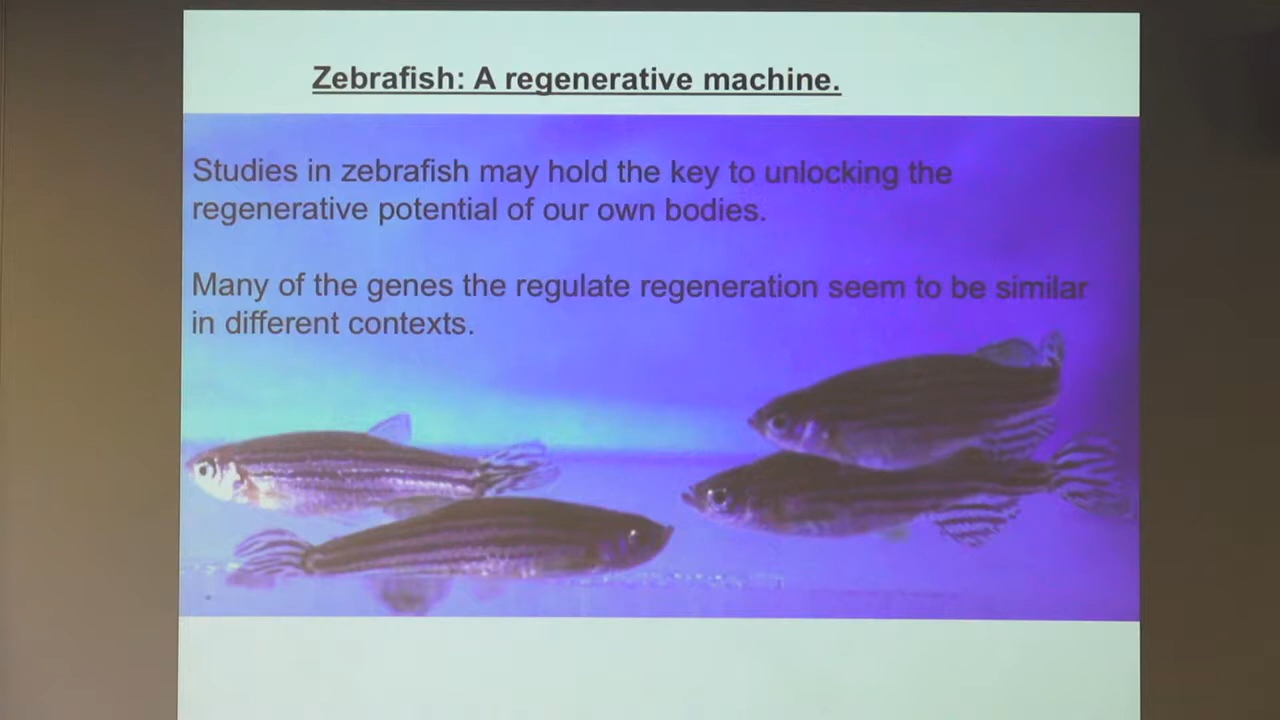 Zebrafish: A regenerative machine.
Studies in zebrafish may hold the key to unlocking the
regenerative potential of our own bodies.
Many of the genes the regulate regeneration seem to be similar
in different contexts.